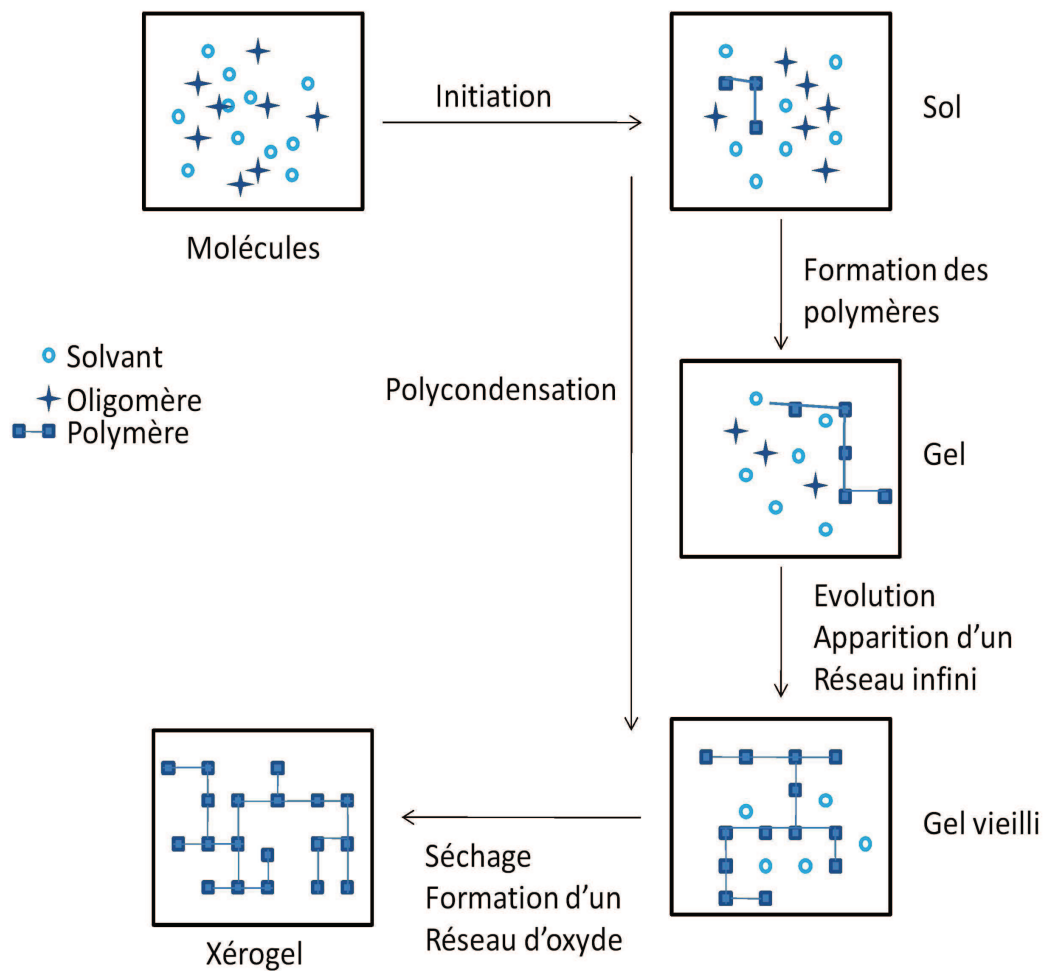 Initiation
Sol
Molécules
Formation des
polymères
Solvant
Oligomère
Polymère
Polycondensation
Gel
Evolution
Apparition d'un
Réseau infini
Gel vieilli
Séchage
Formation d'un
Réseau d'oxyde
Xérogel